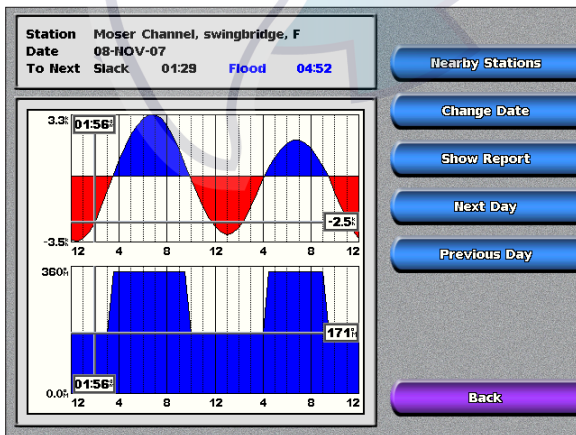 Station Moser Channel, swingbridge, F
Date 08-NOV-07
To Next Slack 01:29 Flood 04:52
Nearby Stations
Change Date
Show Report
Next Day
Previous Day
Back
3.3
01:56
-2.5
-3.5
12 4 8 12 4 8 12
360°
171°
0.0°
01:56
12 4 8 12 4 8 12